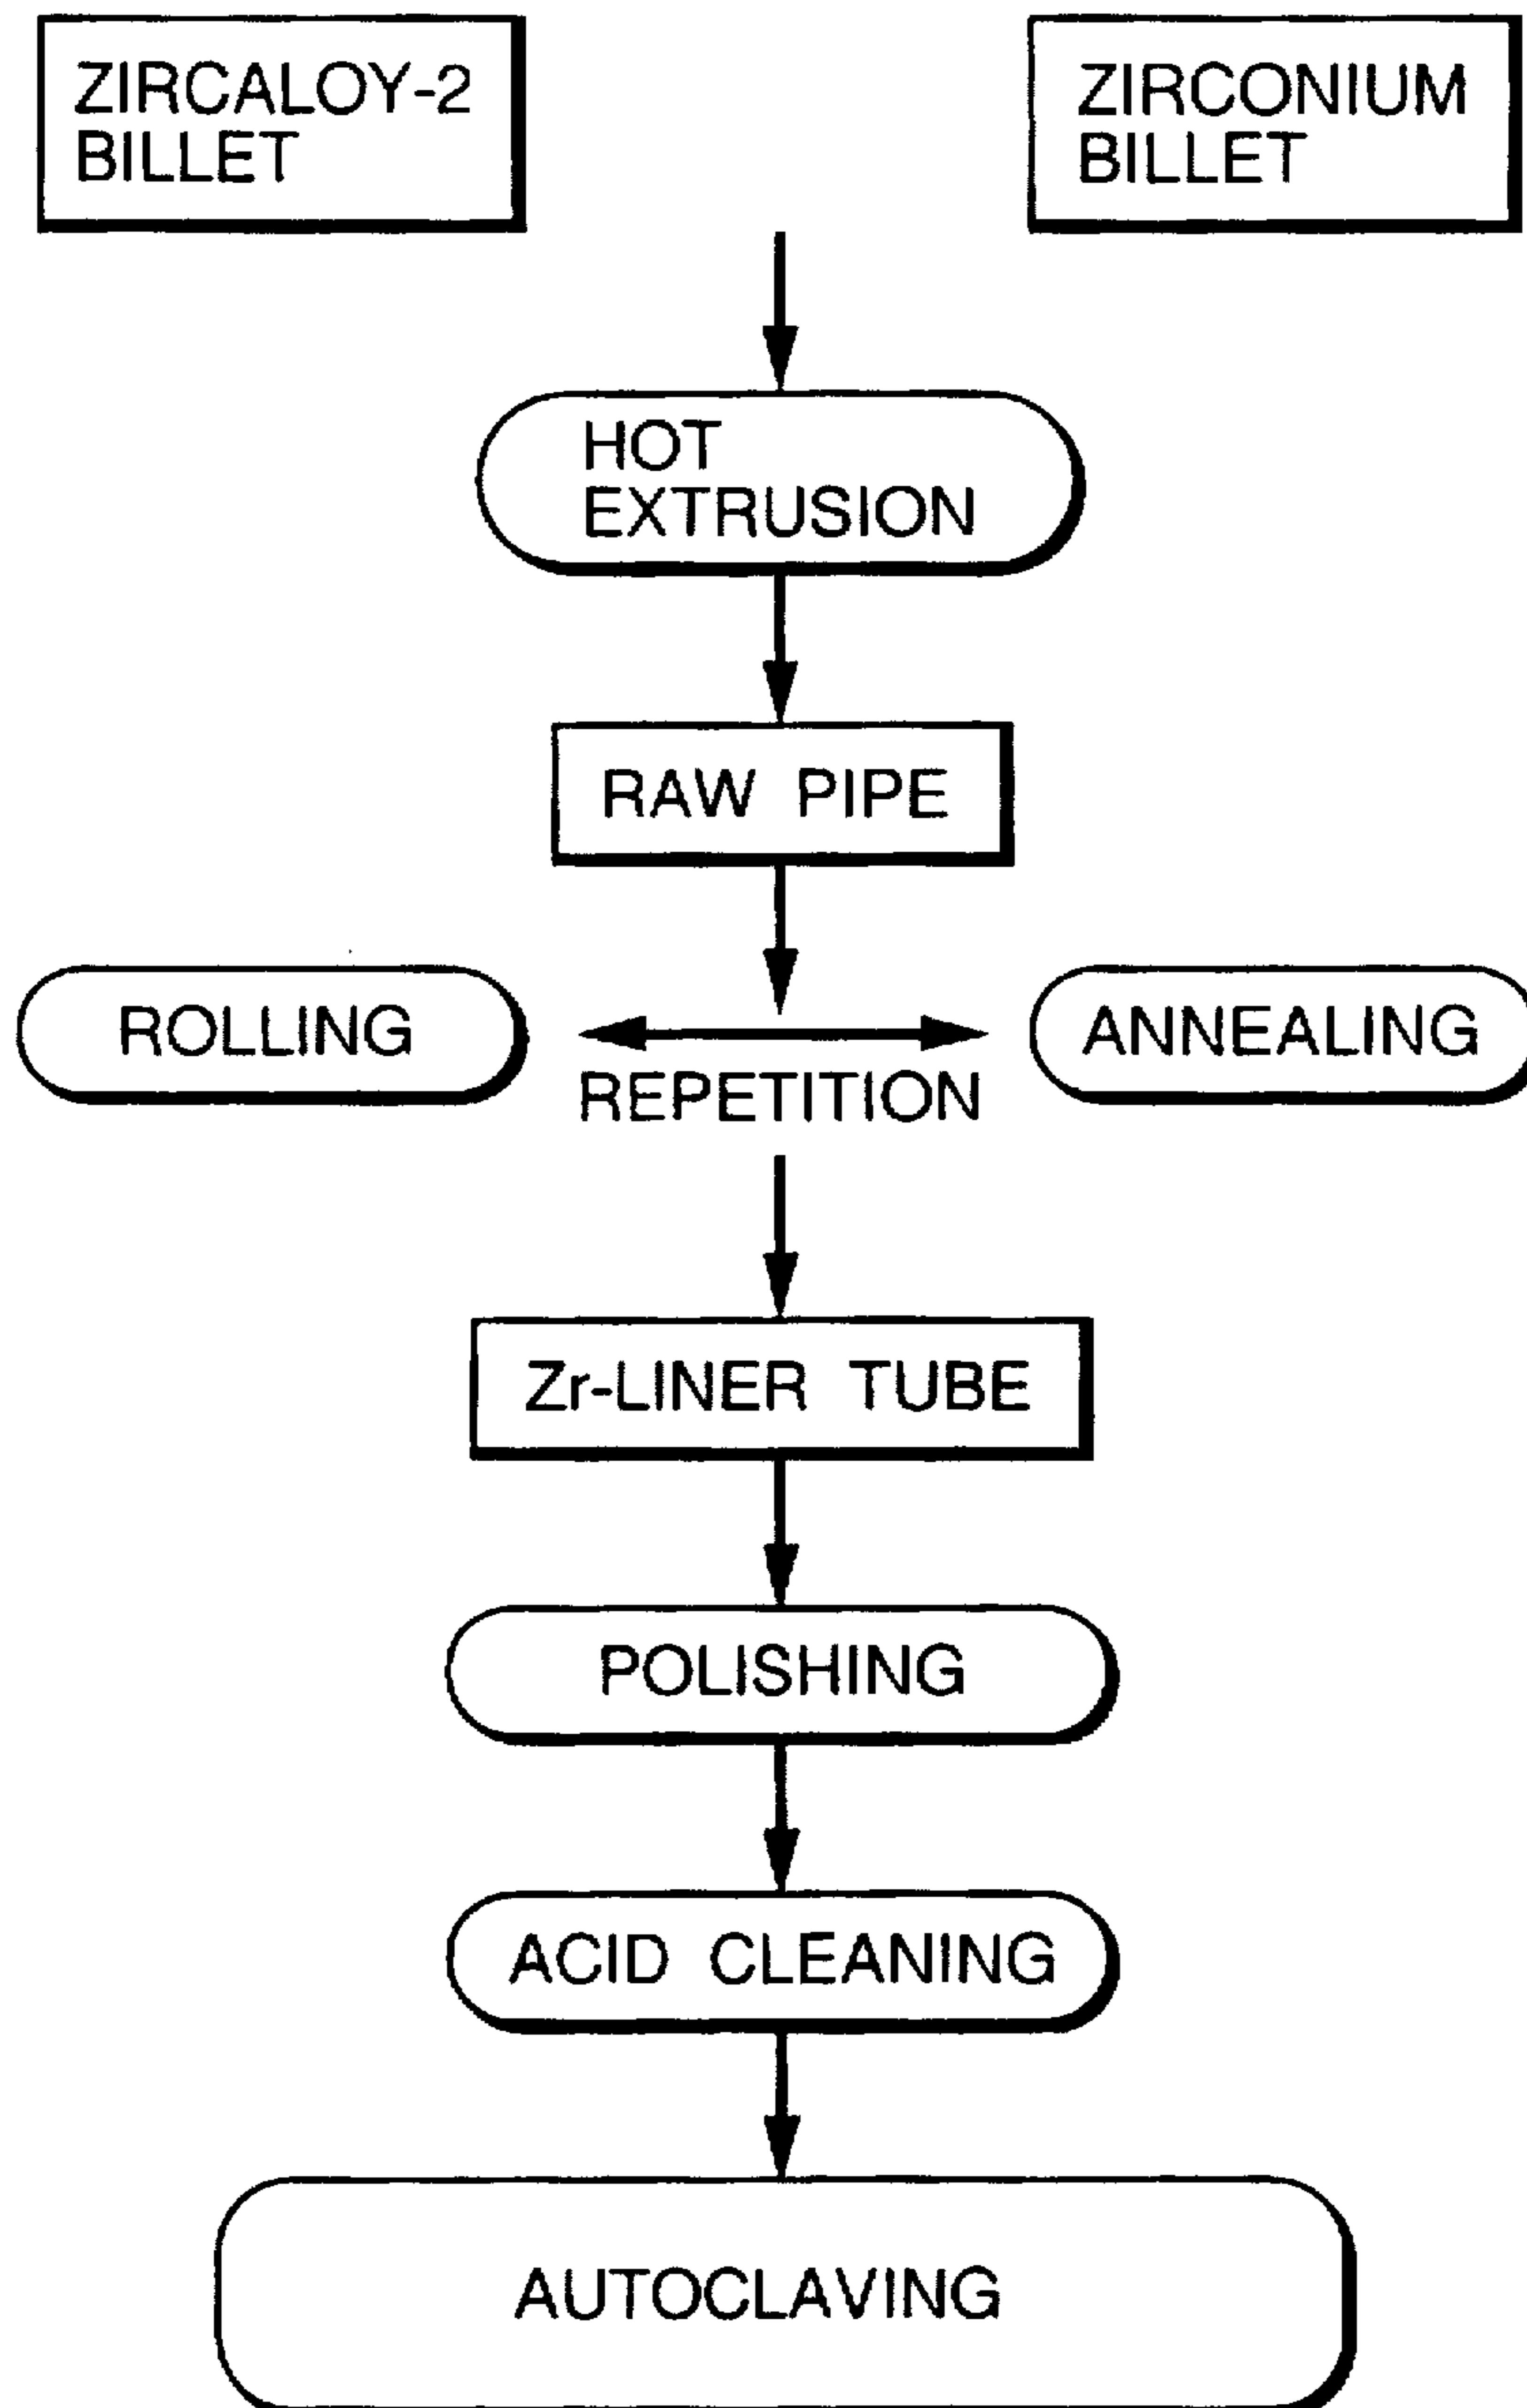 ZIRCALOY-2
BILLET
ZIRCONIUM
BILLET
HOT
EXTRUSION
RAW PIPE
ROLLING
ANNEALING
REPETITION
Zr-LINER TUBE
POLISHING
ACID CLEANING
AUTOCLAVING